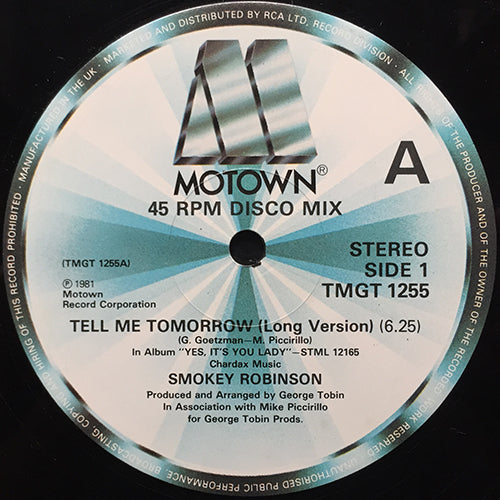 MANUFACTURED IN THE UK · MARKETED AND DISTRIBUTED BY RCA LTD, RECORD DIVISION · ALL RIGHTS OF THE PRODUCER AND OF THE OWNER OF THE RECORDED WORK RESERVED · UNAUTHORISED PUBLIC PERFORMANCE, BROADCASTING, COPYING AND HIRING OF THIS RECORD PROHIBITED ·
M
MOTOWN®
A
45 RPM DISCO MIX
STEREO
SIDE 1
TMGT 1255
(TMGT 1255A)
℗ 1981
Motown
Record Corporation
TELL ME TOMORROW (Long Version) (6.25)
(G. Goetzman—M. Piccirillo)
In Album "YES, IT'S YOU LADY"—STML 12165
Chardax Music
SMOKEY ROBINSON
Produced and Arranged by George Tobin
In Association with Mike Piccirillo
for George Tobin Prods.